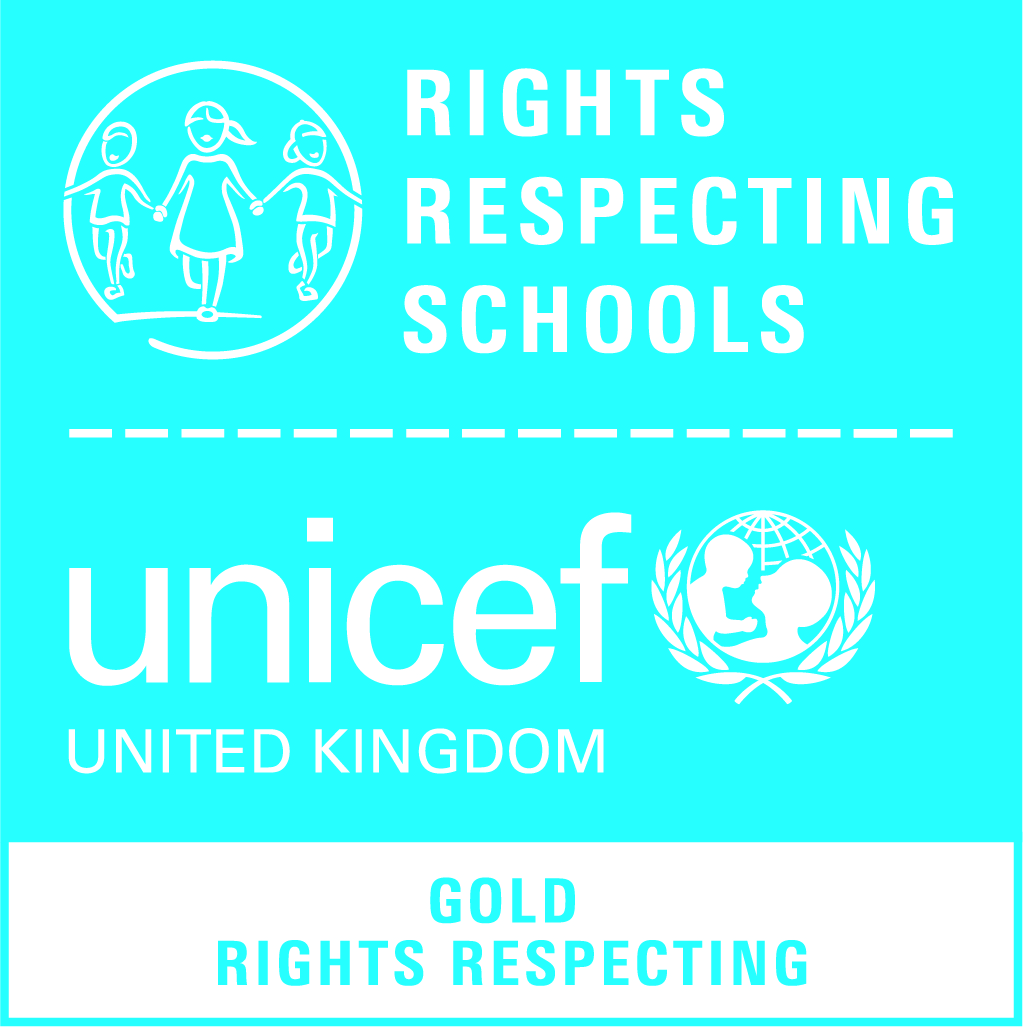 RIGHTS
RESPECTING
SCHOOLS
unicef
UNITED KINGDOM
GOLD
RIGHTS RESPECTING